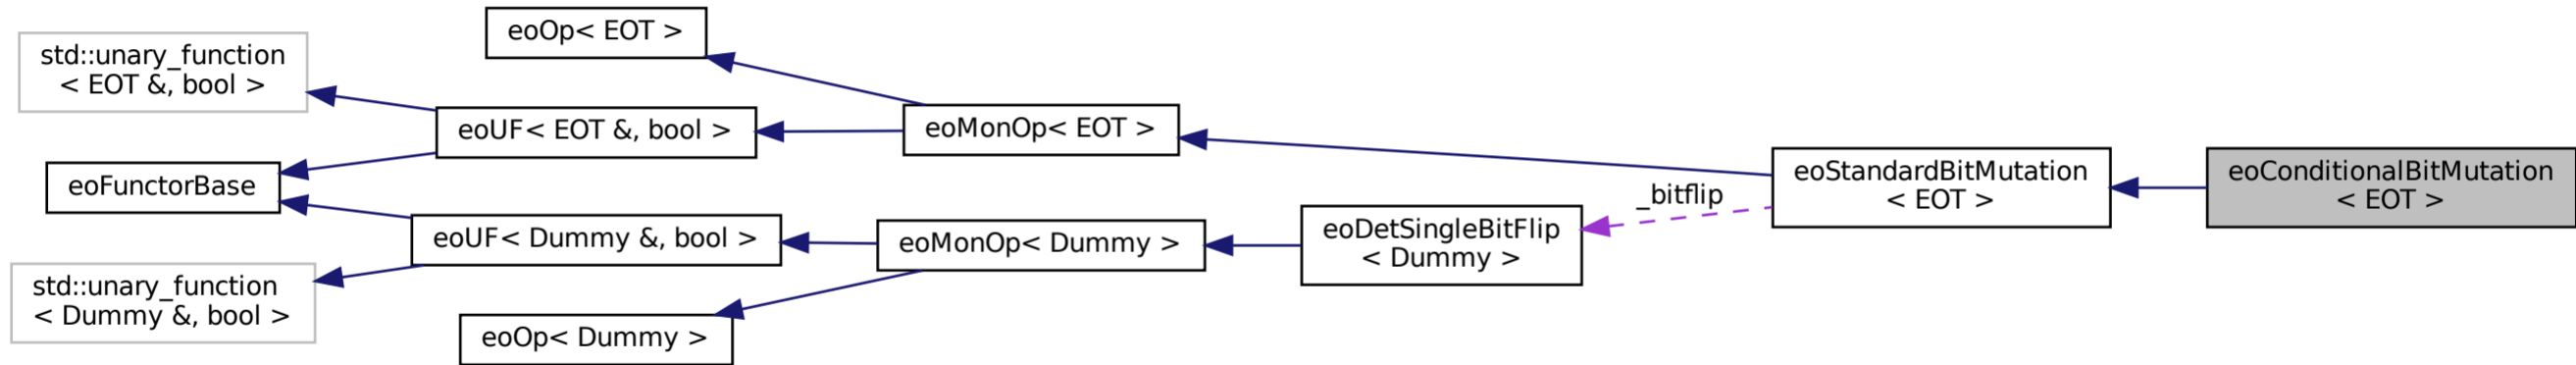 eoOp< EOT >
std::unary_function
< EOT &, bool >
eoUF< EOT &, bool >
eoMonOp< EOT >
eoFunctorBase
eoStandardBitMutation
< EOT >
eoConditionalBitMutation
< EOT >
_bitflip
eoUF< Dummy &, bool >
eoMonOp< Dummy >
eoDetSingleBitFlip
< Dummy >
std::unary_function
< Dummy &, bool >
eoOp< Dummy >